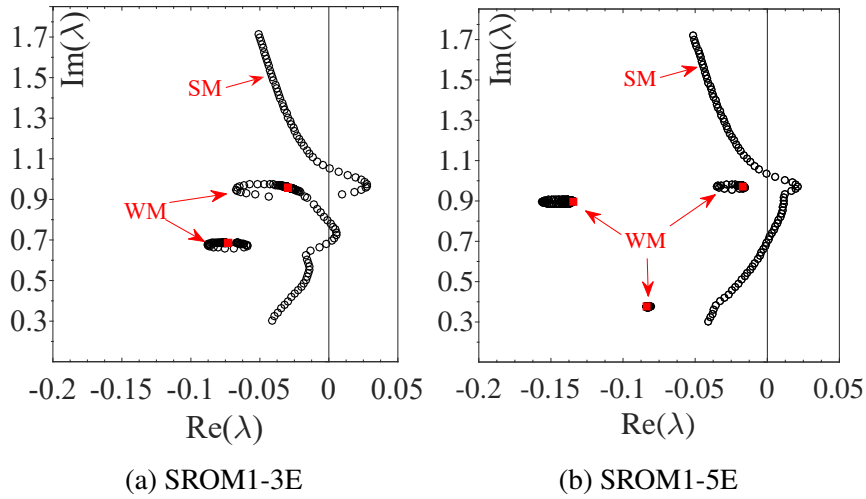 Im(λ)
1.7
1.5
1.3
1.1
0.9
0.7
0.5
0.3
SM
WM
-0.2 -0.15 -0.1 -0.05 0 0.05
Re(λ)
(a) SROM1-3E
Im(λ)
1.7
1.5
1.3
1.1
0.9
0.7
0.5
0.3
SM
WM
-0.2 -0.15 -0.1 -0.05 0 0.05
Re(λ)
(b) SROM1-5E